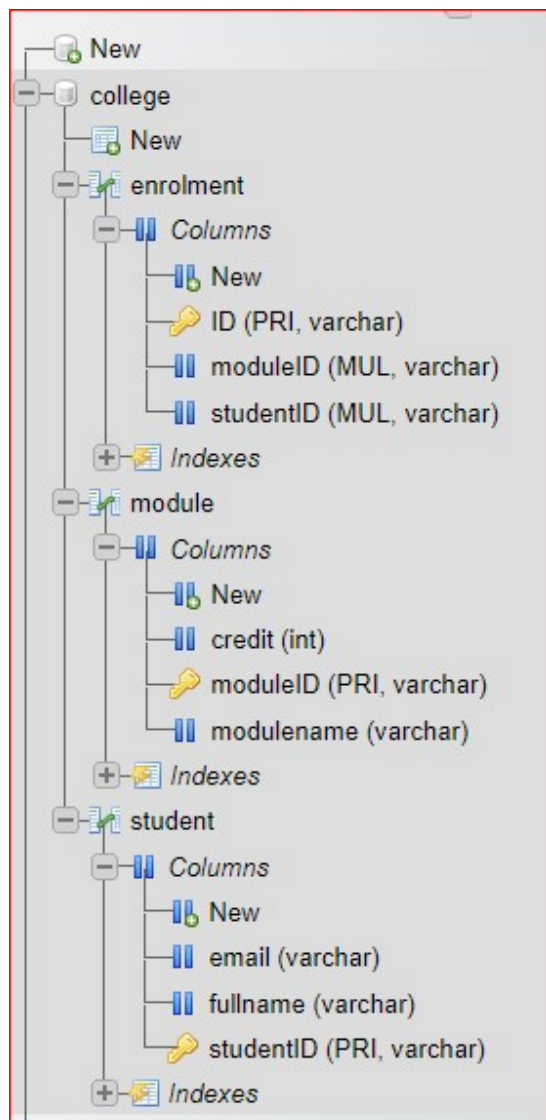 New
college
New
enrolment
Columns
New
ID (PRI, varchar)
moduleID (MUL, varchar)
studentID (MUL, varchar)
Indexes
module
Columns
New
credit (int)
moduleID (PRI, varchar)
modulename (varchar)
Indexes
student
Columns
New
email (varchar)
fullname (varchar)
studentID (PRI, varchar)
Indexes